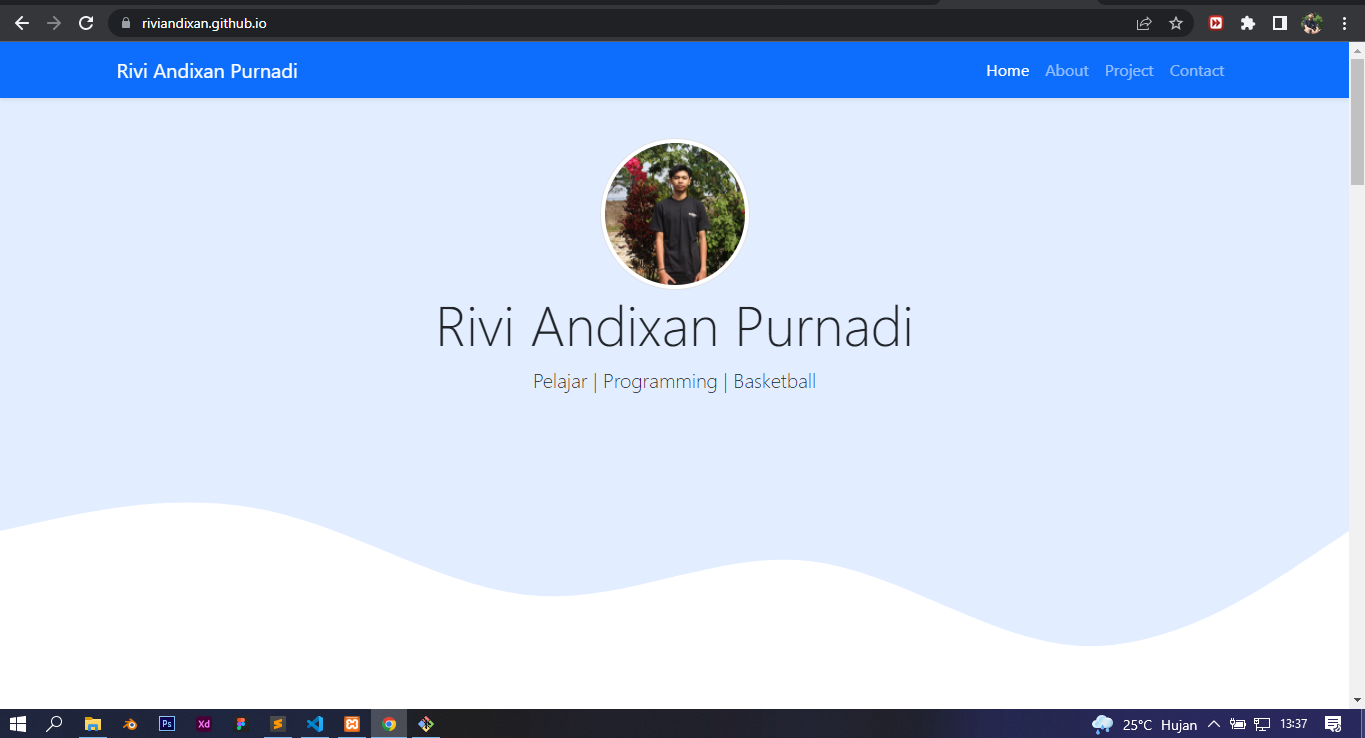 riviandixan.github.io
Rivi Andixan Purnadi Home About Project Contact
Rivi Andixan Purnadi
Pelajar | Programming | Basketball
Ps Xd 25°C Hujan 13:37